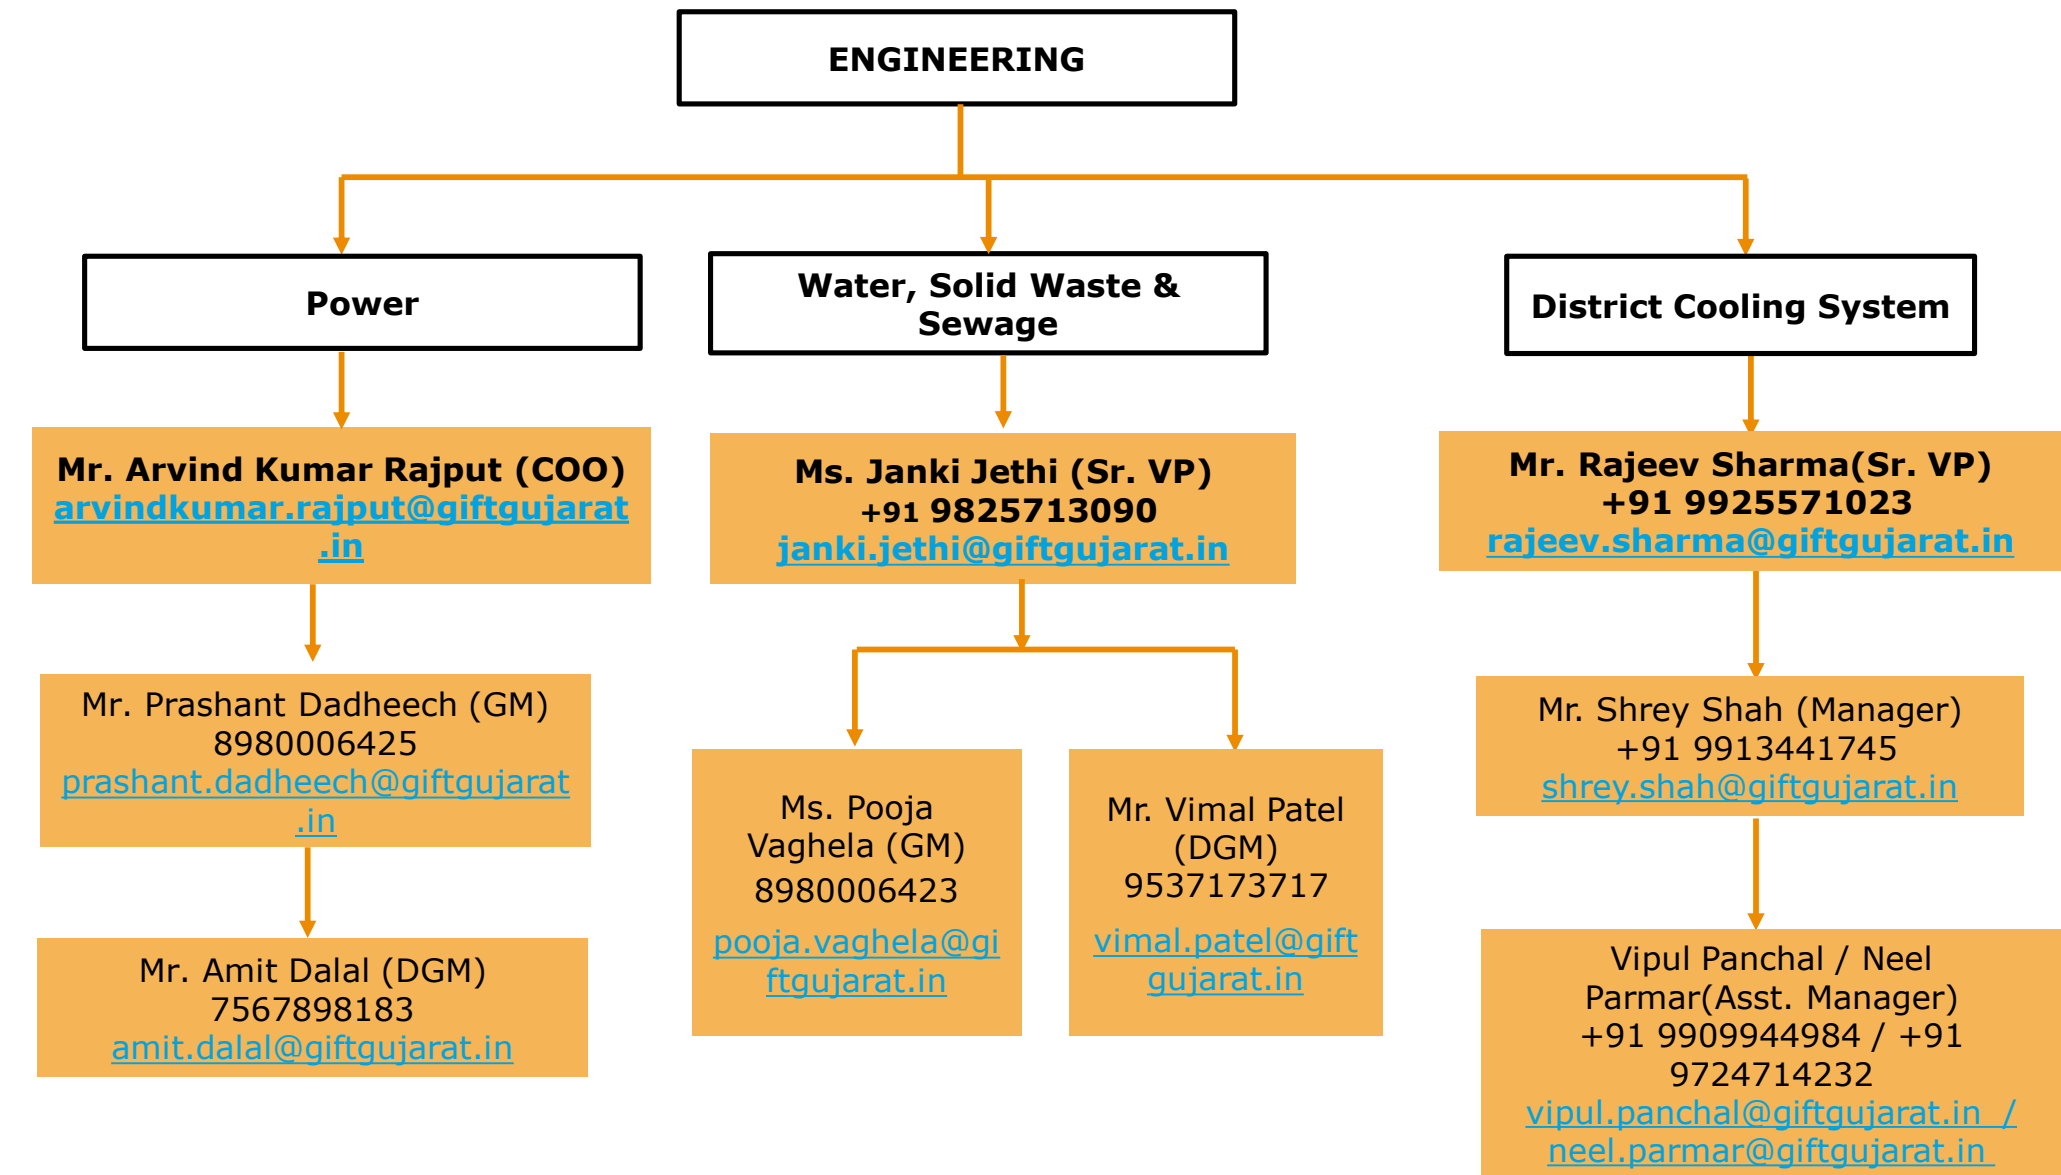 ENGINEERING
Power
Water, Solid Waste &
Sewage
District Cooling System
Mr. Arvind Kumar Rajput (COO)
arvindkumar.rajput@giftgujarat
.in
Ms. Janki Jethi (Sr. VP)
+91 9825713090
janki.jethi@giftgujarat.in
Mr. Rajeev Sharma(Sr. VP)
+91 9925571023
rajeev.sharma@giftgujarat.in
Mr. Prashant Dadheech (GM)
8980006425
prashant.dadheech@giftgujarat
.in
Ms. Pooja
Vaghela (GM)
8980006423
pooja.vaghela@gi
ftgujarat.in
Mr. Vimal Patel
(DGM)
9537173717
vimal.patel@gift
gujarat.in
Mr. Shrey Shah (Manager)
+91 9913441745
shrey.shah@giftgujarat.in
Mr. Amit Dalal (DGM)
7567898183
amit.dalal@giftgujarat.in
Vipul Panchal / Neel
Parmar(Asst. Manager)
+91 9909944984 / +91
9724714232
vipul.panchal@giftgujarat.in /
neel.parmar@giftgujarat.in